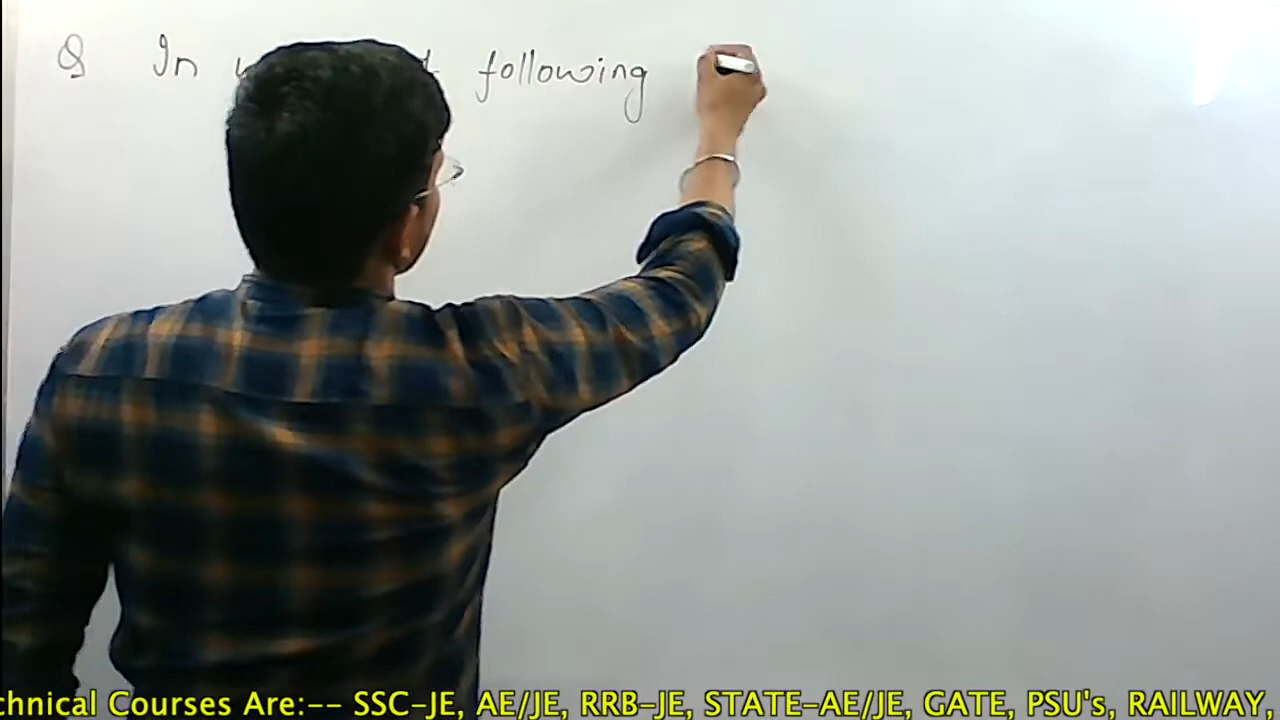 Q In following
chnical Courses Are:-- SSC-JE, AE/JE, RRB-JE, STATE-AE/JE, GATE, PSU's, RAILWAY,